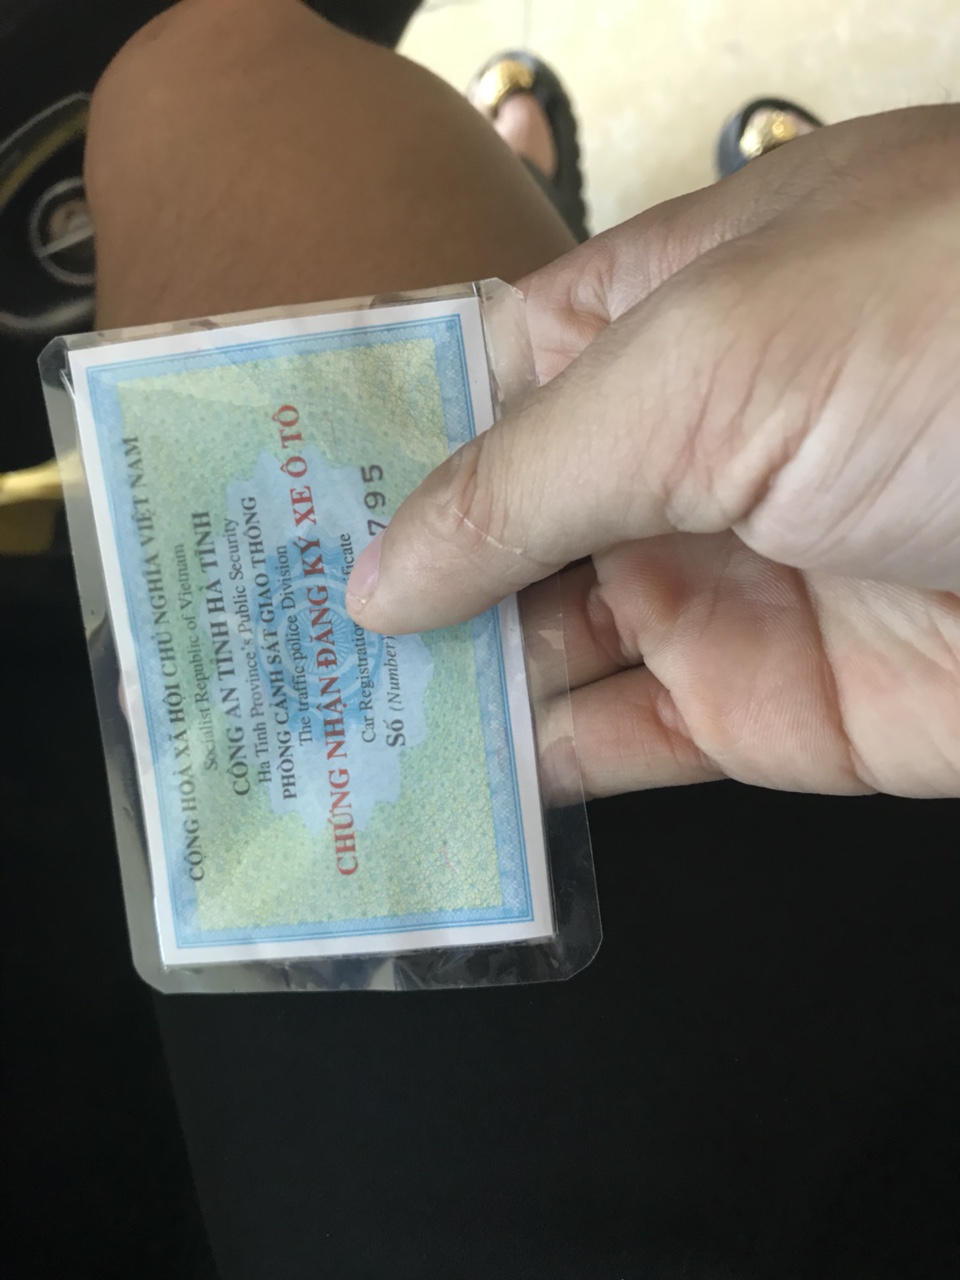 CỘNG HOÀ XÃ HỘI CHỦ NGHĨA VIỆT NAM
Socialist Republic of Vietnam
CÔNG AN TỈNH HÀ TĨNH
Ha Tinh Province's Public Security
PHÒNG CẢNH SÁT GIAO THÔNG
The traffic police Division
CHỨNG NHẬN ĐĂNG KÝ XE Ô TÔ
Car Registration ificate
Số (Number) 795